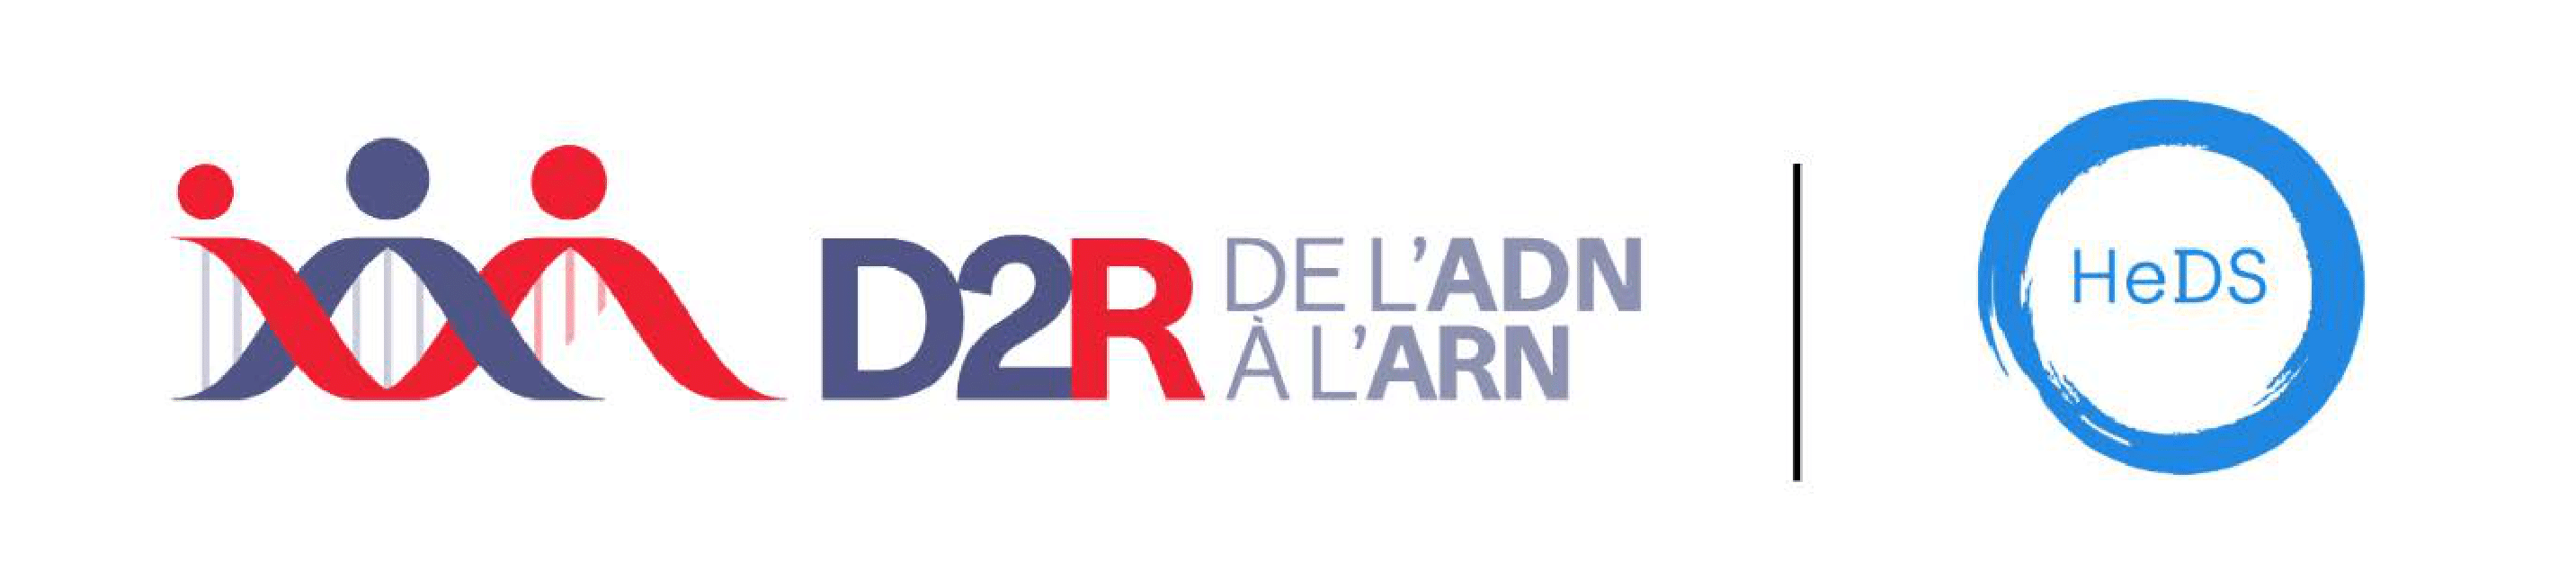 D2R
DE L'ADN
À L'ARN
HeDS